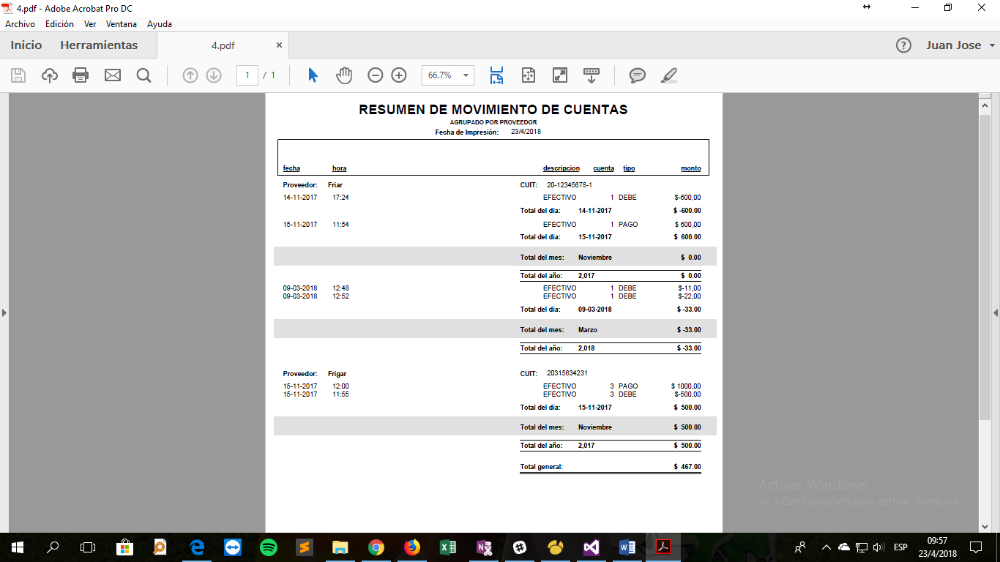 4.pdf - Adobe Acrobat Pro DC
Archivo Edición Ver Ventana Ayuda
Inicio Herramientas 4.pdf × ? Juan Jose
1 / 1 66.7%
RESUMEN DE MOVIMIENTO DE CUENTAS
AGRUPADO POR PROVEEDOR
Fecha de Impresión: 23/4/2018
fecha hora descripcion cuenta tipo monto
Proveedor: Friar CUIT: 20-12345678-1
14-11-2017 17:24 EFECTIVO 1 DEBE $-600,00
Total del dia: 14-11-2017 $ -600.00
15-11-2017 11:54 EFECTIVO 1 PAGO $ 600,00
Total del dia: 15-11-2017 $ 600.00
Total del mes: Noviembre $ 0.00
Total del año: 2,017 $ 0.00
09-03-2018 12:48 EFECTIVO 1 DEBE $-11,00
09-03-2018 12:52 EFECTIVO 1 DEBE $-22,00
Total del dia: 09-03-2018 $ -33.00
Total del mes: Marzo $ -33.00
Total del año: 2,018 $ -33.00
Proveedor: Frigar CUIT: 20315634231
15-11-2017 12:00 EFECTIVO 3 PAGO $ 1000,00
15-11-2017 11:55 EFECTIVO 3 DEBE $-500,00
Total del dia: 15-11-2017 $ 500.00
Total del mes: Noviembre $ 500.00
Total del año: 2,017 $ 500.00
Total general: $ 467.00
Activar Windows
Ve a Configuración para activar Windows.
ESP 09:57
23/4/2018